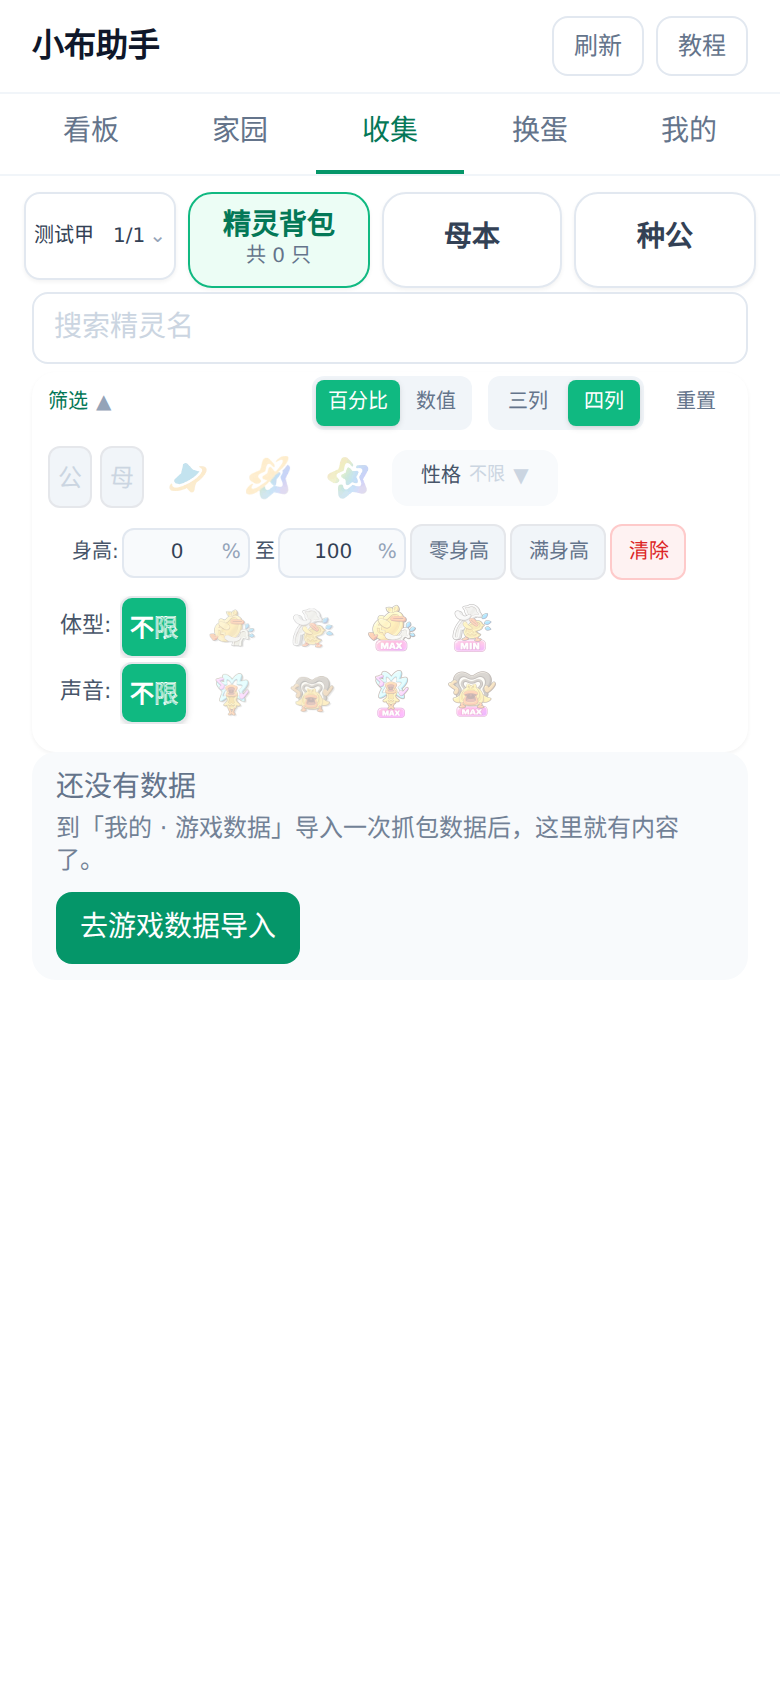 小布助手 刷新 教程
看板 家园 收集 换蛋 我的
测试甲 1/1 精灵背包 母本 种公
共 0 只
搜索精灵名
筛选 ▲ 百分比 数值 三列 四列 重置
公 母 性格 不限 ▼
身高: 0 % 至 100 % 零身高 满身高 清除
体型: 不限 MAX MIN
声音: 不限 MAX MAX
还没有数据
到「我的 · 游戏数据」导入一次抓包数据后，这里就有内容
了。
去游戏数据导入